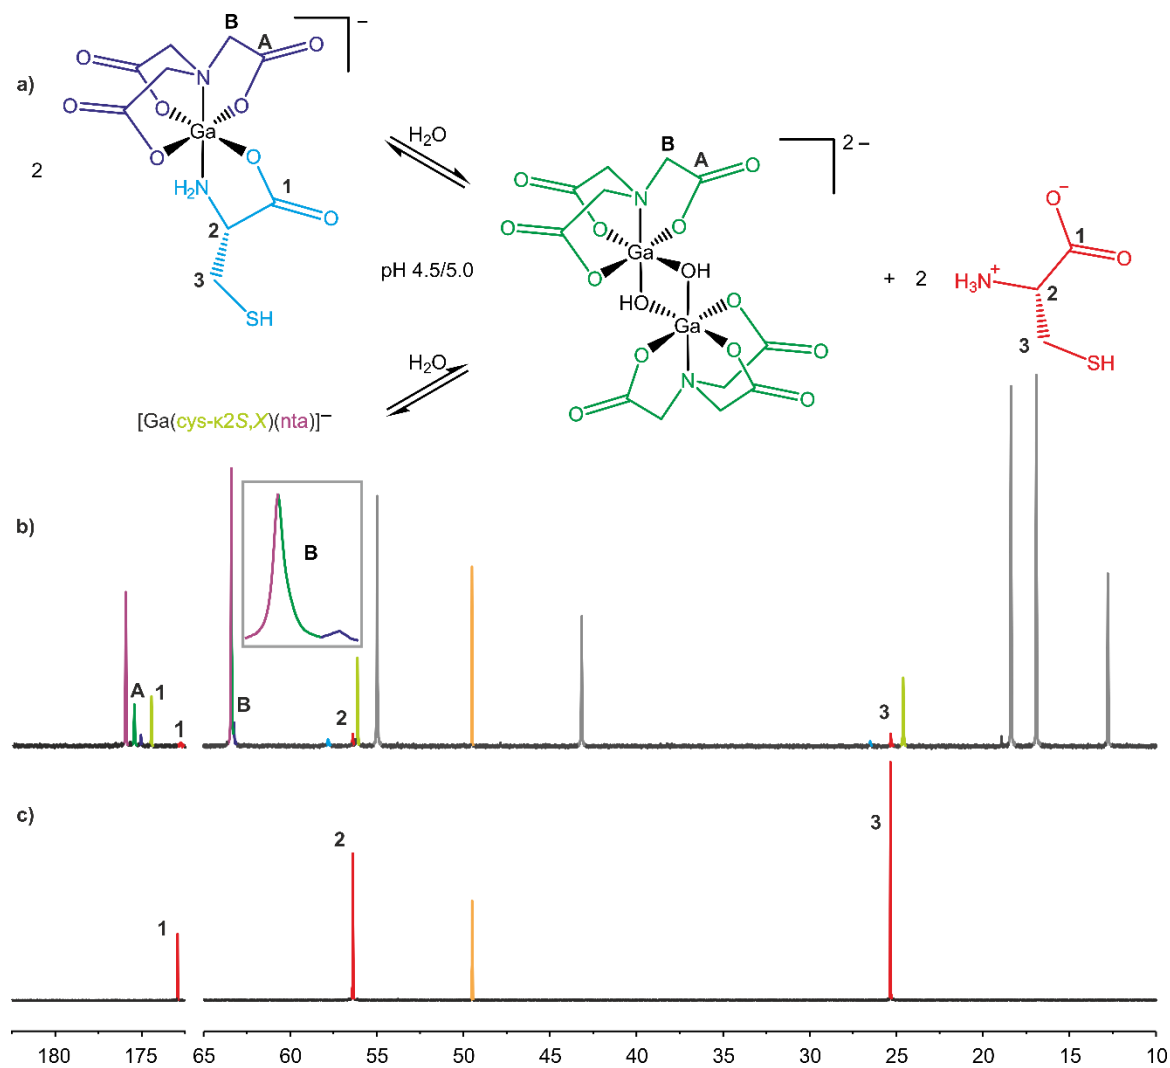 a)
2
B
A
O
O
O
N
O
O
Ga
O
O
H₂N
1
O
2
3
SH
−
H₂O
pH 4.5/5.0
H₂O
B
A
O
O
O
N
O
O
Ga
O
OH
HO
Ga
O
O
O
O
N
O
O
2 −
+ 2
O⁻
1
O
H₃N⁺
2
3
SH
[Ga(cys-κ2S,X)(nta)]⁻
b)
B
A
1
1
B
2
3
c)
1
2
3
180 175 65 60 55 50 45 40 35 30 25 20 15 10